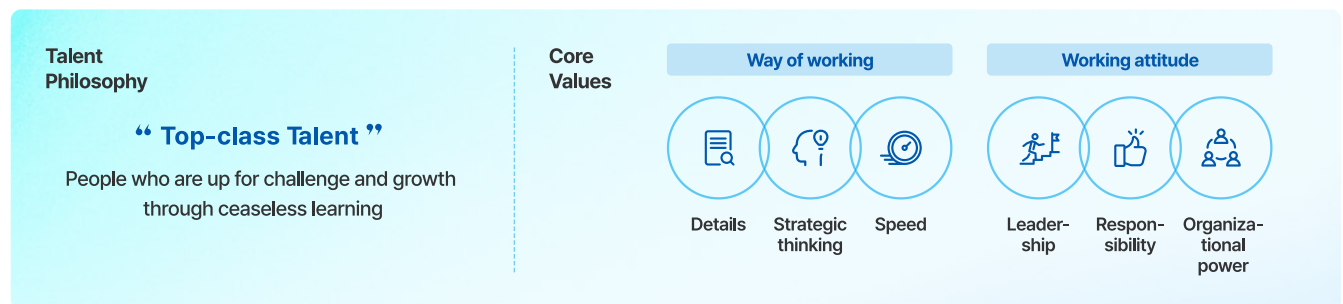 Talent
Philosophy
“ Top-class Talent ”
People who are up for challenge and growth
through ceaseless learning
Core
Values
Way of working
Details
Strategic
thinking
Speed
Working attitude
Leader-
ship
Respon-
sibility
Organiza-
tional
power